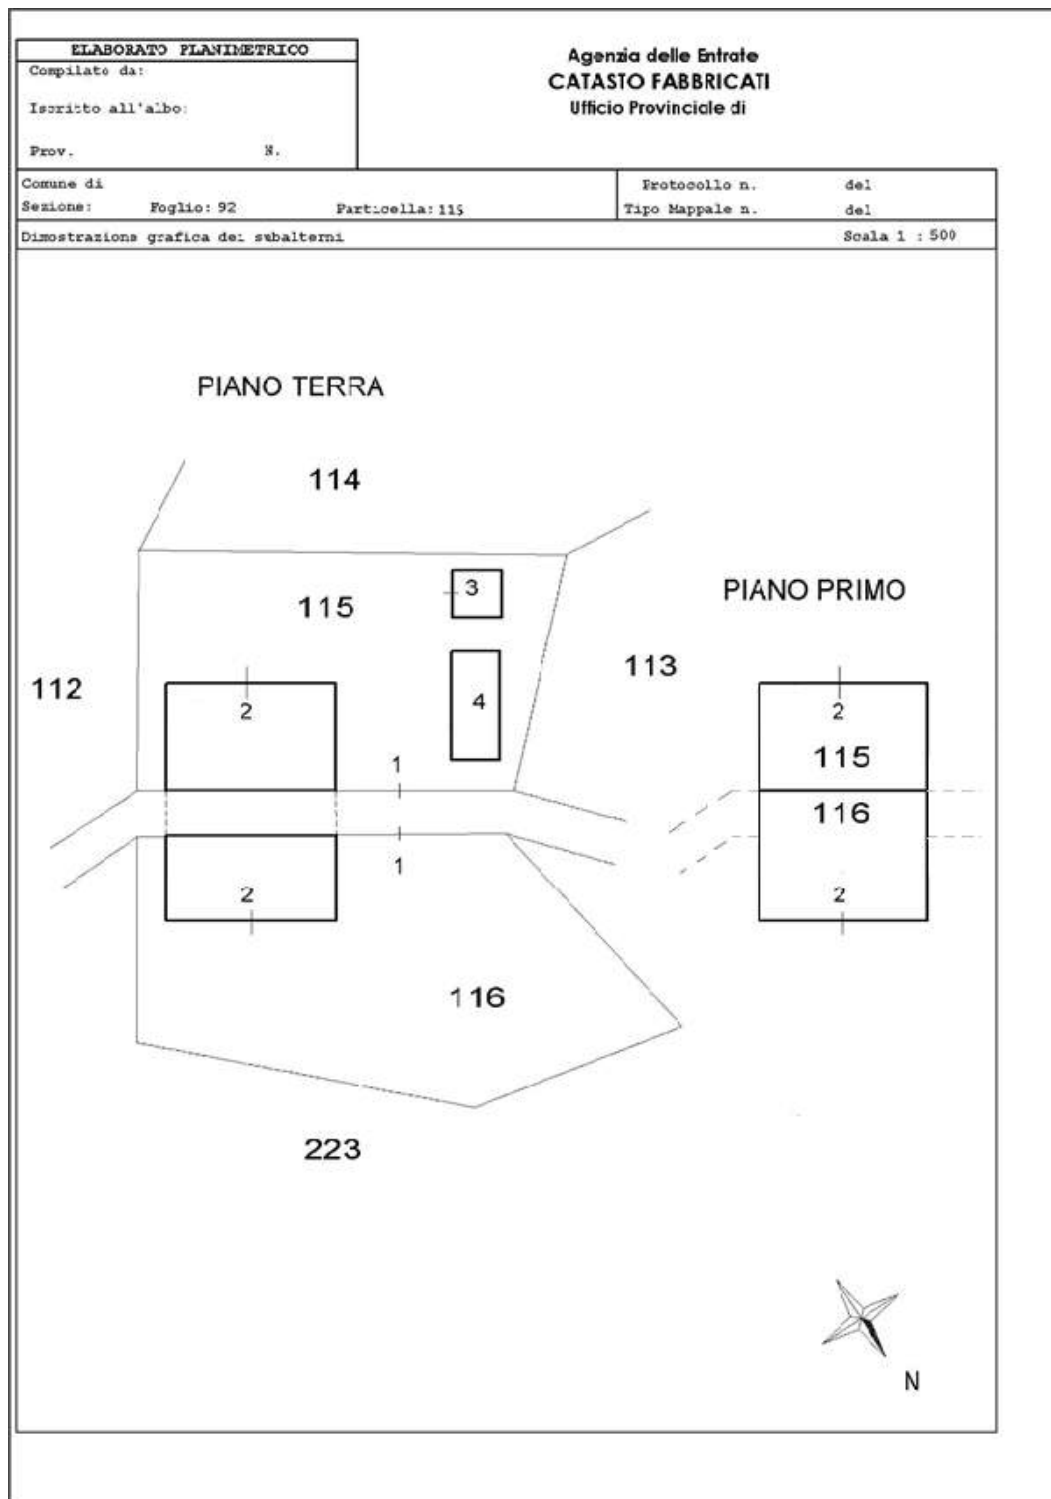 ELABORATO PLANIMETRICO
Compilato da:
Iscritto all'albo:
Prov. N.
Agenzia delle Entrate
CATASTO FABBRICATI
Ufficio Provinciale di
Comune di
Sezione: Foglio: 92 Particella: 115
Protocollo n. del
Tipo Mappale n. del
Dimostrazione grafica dei subalterni Scala 1 : 500
PIANO TERRA
114
3
115
PIANO PRIMO
112
113
2
4
2
1
115
116
1
2
2
116
223
N